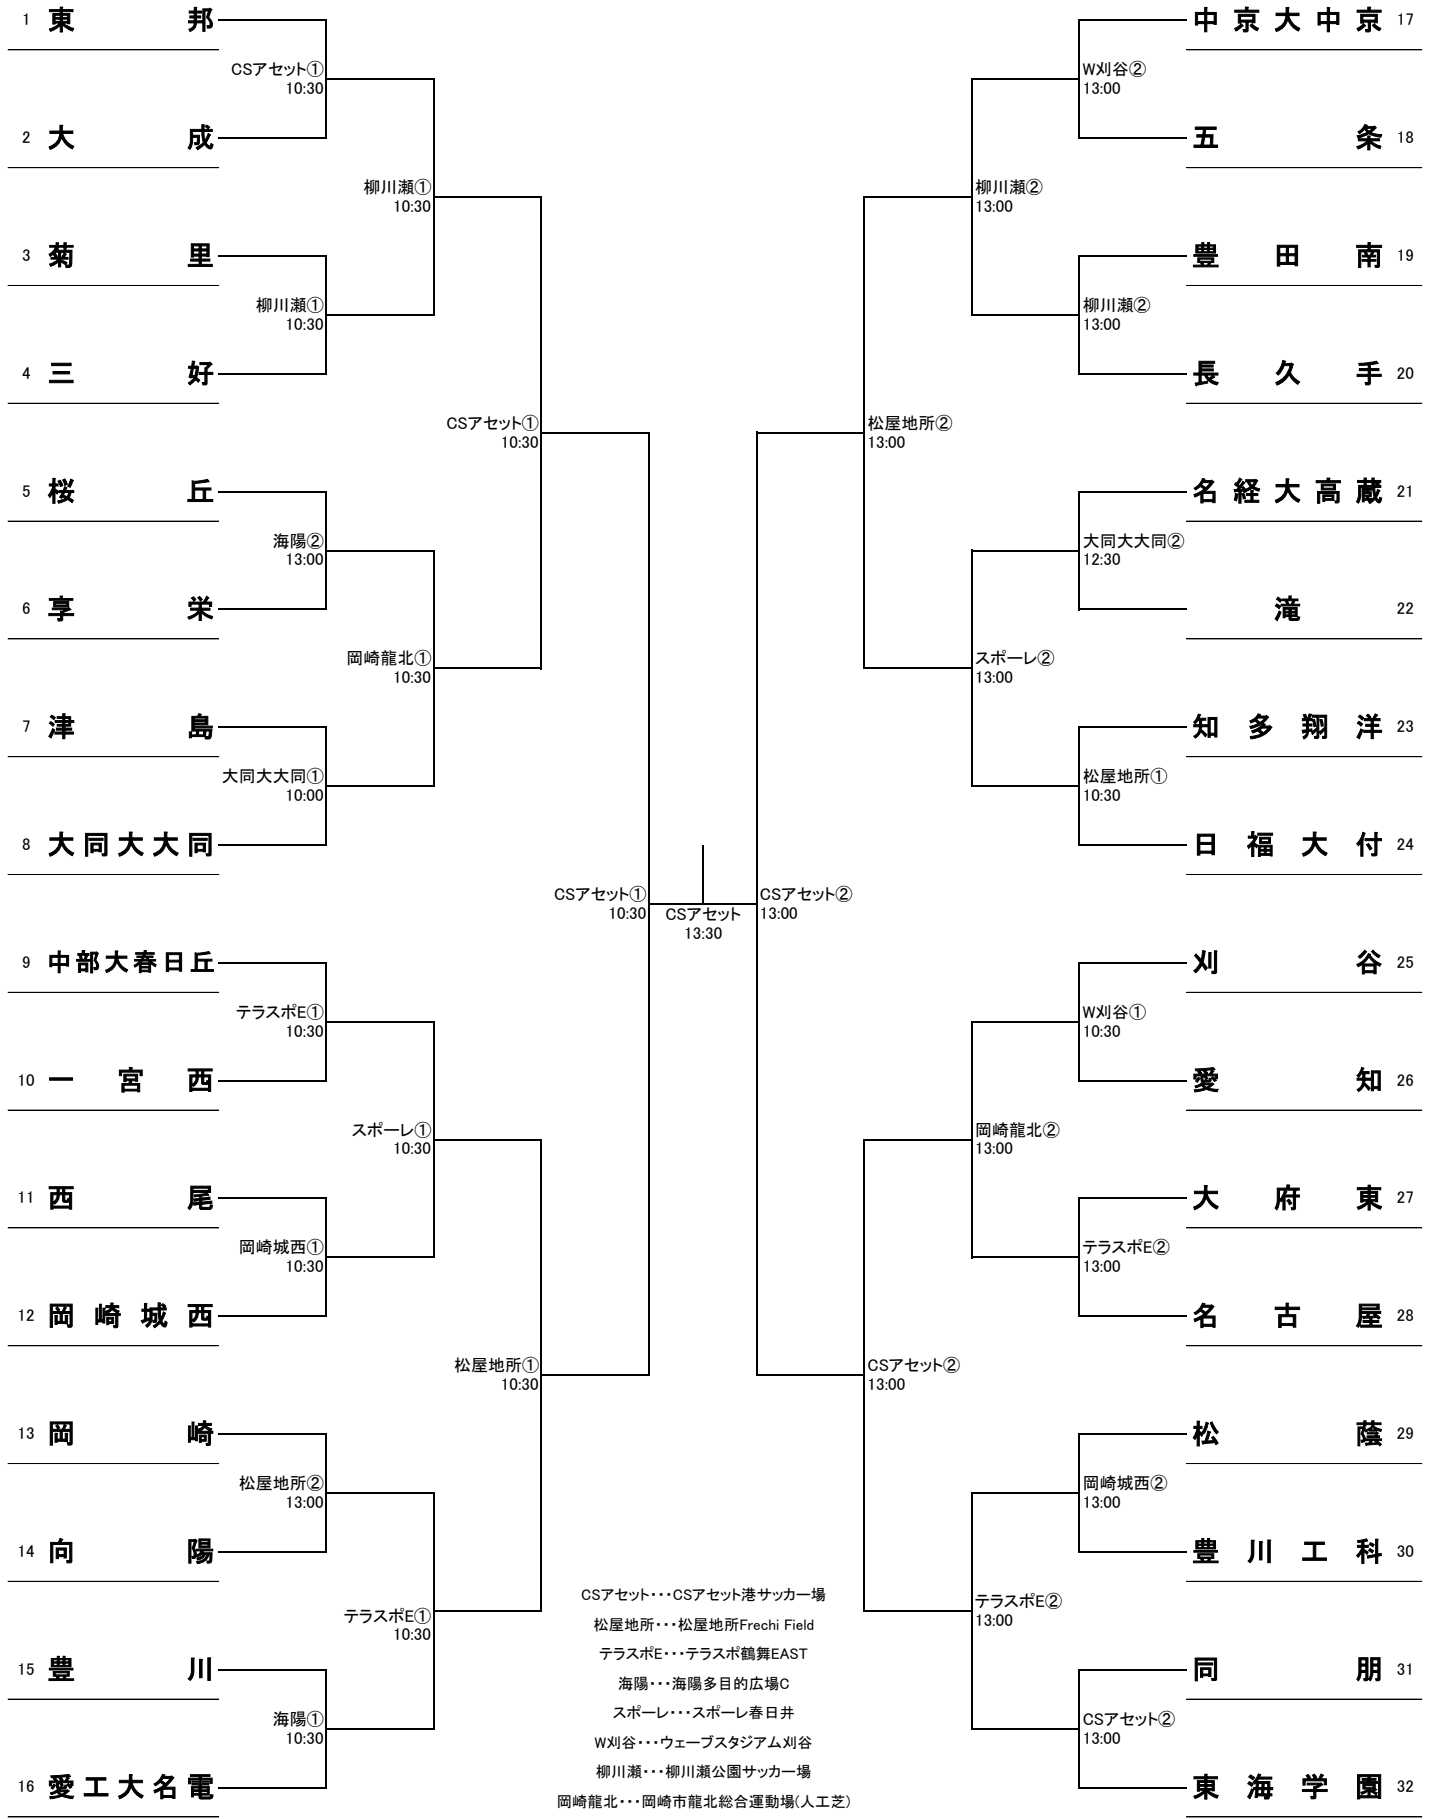 1 東邦
CSアセット①
10:30
2 大成
柳川瀬①
10:30
3 菊里
柳川瀬①
10:30
4 三好
CSアセット①
10:30
5 桜丘
海陽②
13:00
6 享栄
岡崎龍北①
10:30
7 津島
大同大大同①
10:00
8 大同大大同
CSアセット①
10:30
9 中部大春日丘
テラスポE①
10:30
10 一宮西
スポーレ①
10:30
11 西尾
岡崎城西①
10:30
12 岡崎城西
松屋地所①
10:30
13 岡崎
松屋地所②
13:00
14 向陽
テラスポE①
10:30
15 豊川
海陽①
10:30
16 愛工大名電
CSアセット
13:30
中京大中京 17
W刈谷②
13:00
五条 18
柳川瀬②
13:00
豊田南 19
柳川瀬②
13:00
長久手 20
松屋地所②
13:00
名経大高蔵 21
大同大大同②
12:30
滝 22
スポーレ②
13:00
知多翔洋 23
松屋地所①
10:30
日福大付 24
CSアセット②
13:00
刈谷 25
W刈谷①
10:30
愛知 26
岡崎龍北②
13:00
大府東 27
テラスポE②
13:00
名古屋 28
CSアセット②
13:00
松蔭 29
岡崎城西②
13:00
豊川工科 30
テラスポE②
13:00
同朋 31
CSアセット②
13:00
東海学園 32
CSアセット・・・CSアセット港サッカー場
松屋地所・・・松屋地所Frechi Field
テラスポE・・・テラスポ鶴舞EAST
海陽・・・海陽多目的広場C
スポーレ・・・スポーレ春日井
W刈谷・・・ウェーブスタジアム刈谷
柳川瀬・・・柳川瀬公園サッカー場
岡崎龍北・・・岡崎市龍北総合運動場(人工芝)